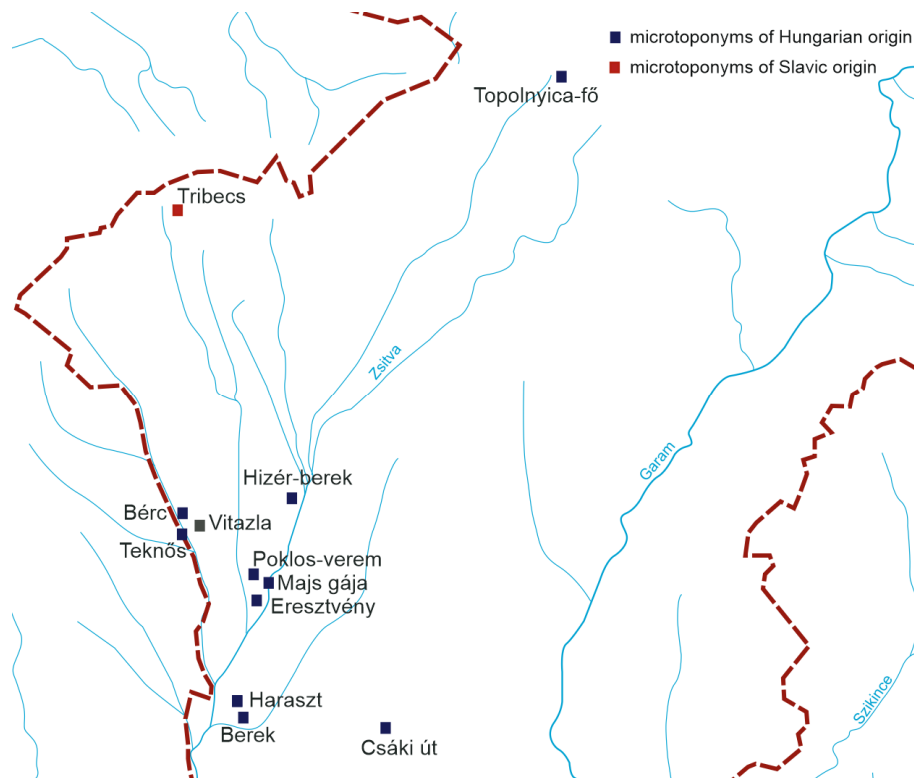 microtoponyms of Hungarian origin
microtoponyms of Slavic origin
Topolnyica-fő
Tribecs
Zsitva
Garam
Hizér-berek
Bérc
Vitazla
Teknős
Poklos-verem
Majs gája
Eresztvény
Haraszt
Berek
Csáki út
Szikince